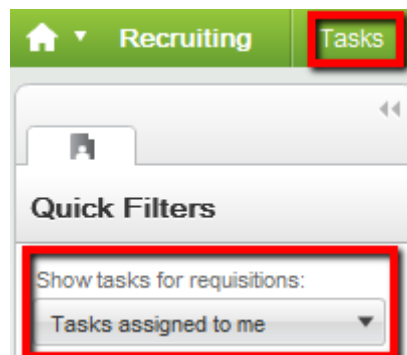 Recruiting Tasks
Quick Filters
Show tasks for requisitions:
Tasks assigned to me